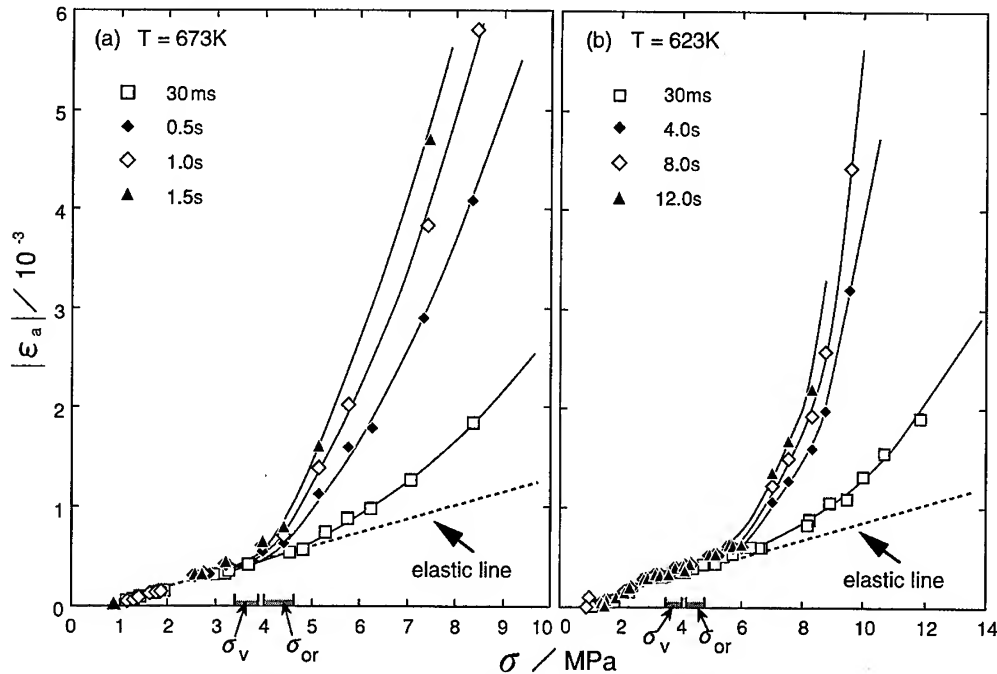 (a) T = 673K
30ms
0.5s
1.0s
1.5s
(b) T = 623K
30ms
4.0s
8.0s
12.0s
|εₐ| / 10⁻³
6
5
4
3
2
1
0
elastic line
elastic line
0 1 2 3 4 5 6 7 8 9 10
0 2 4 6 8 10 12 14
σᵥ σₒᵣ
σᵥ σₒᵣ
σ / MPa